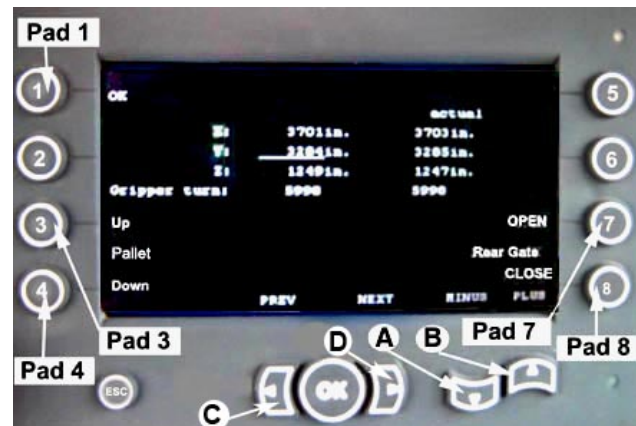 Pad 1
1
5
OK
actual
X: 3701in. 3703in.
2
Y: 3284in. 3285in.
6
Z: 1249in. 1247in.
Gripper turn: 5990 5990
3
Up
OPEN
7
Pallet
Rear Gate
CLOSE
4
Down
8
PREV NEXT MINUS PLUS
Pad 3
D A B Pad 7
Pad 8
Pad 4
ESC
OK
C